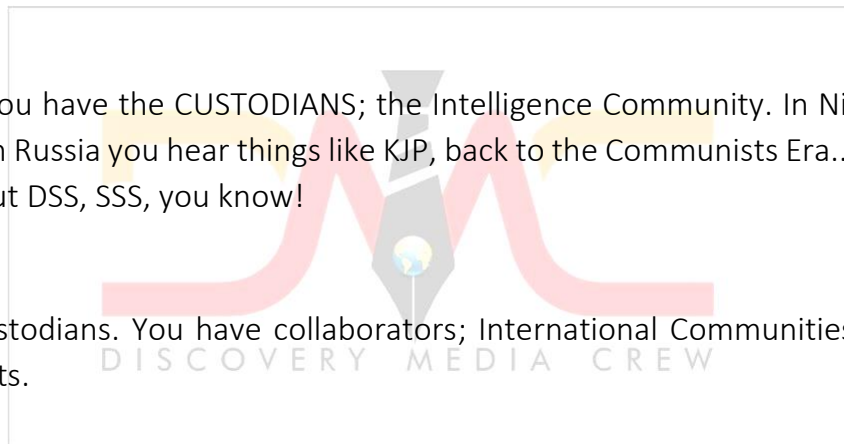 ou have the CUSTODIANS; the Intelligence Community. In Ni
n Russia you hear things like KJP, back to the Communists Era..
ut DSS, SSS, you know!
stodians. You have collaborators; International Communities
DISCOVERY MEDIA CREW
ts.